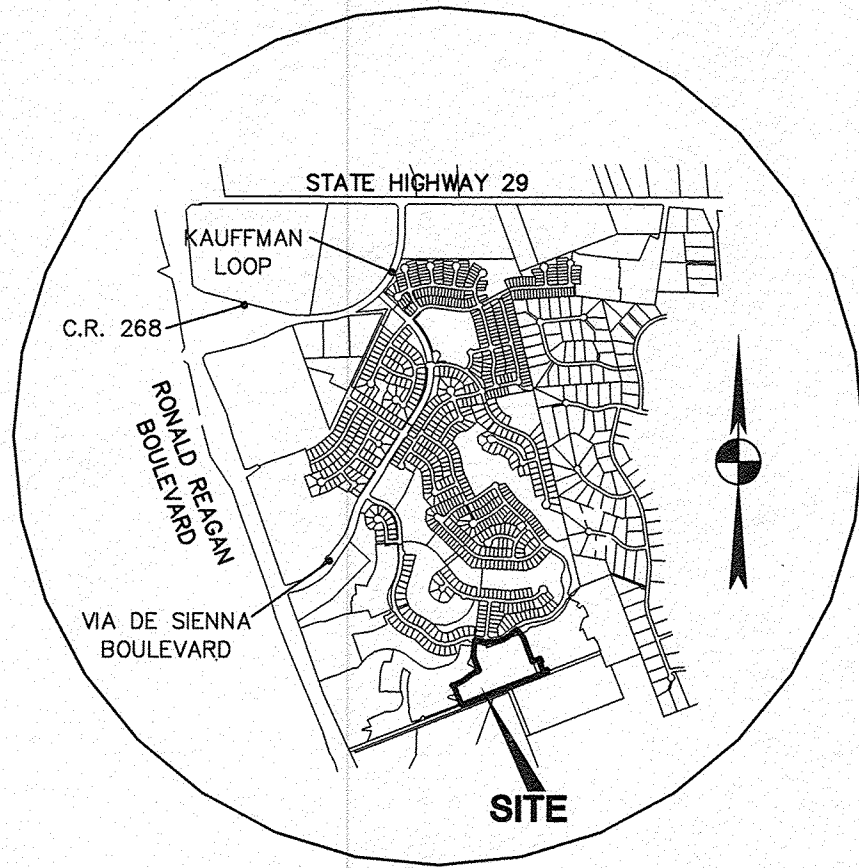 STATE HIGHWAY 29
KAUFFMAN
LOOP
C.R. 268
RONALD REAGAN
BOULEVARD
VIA DE SIENNA
BOULEVARD
SITE